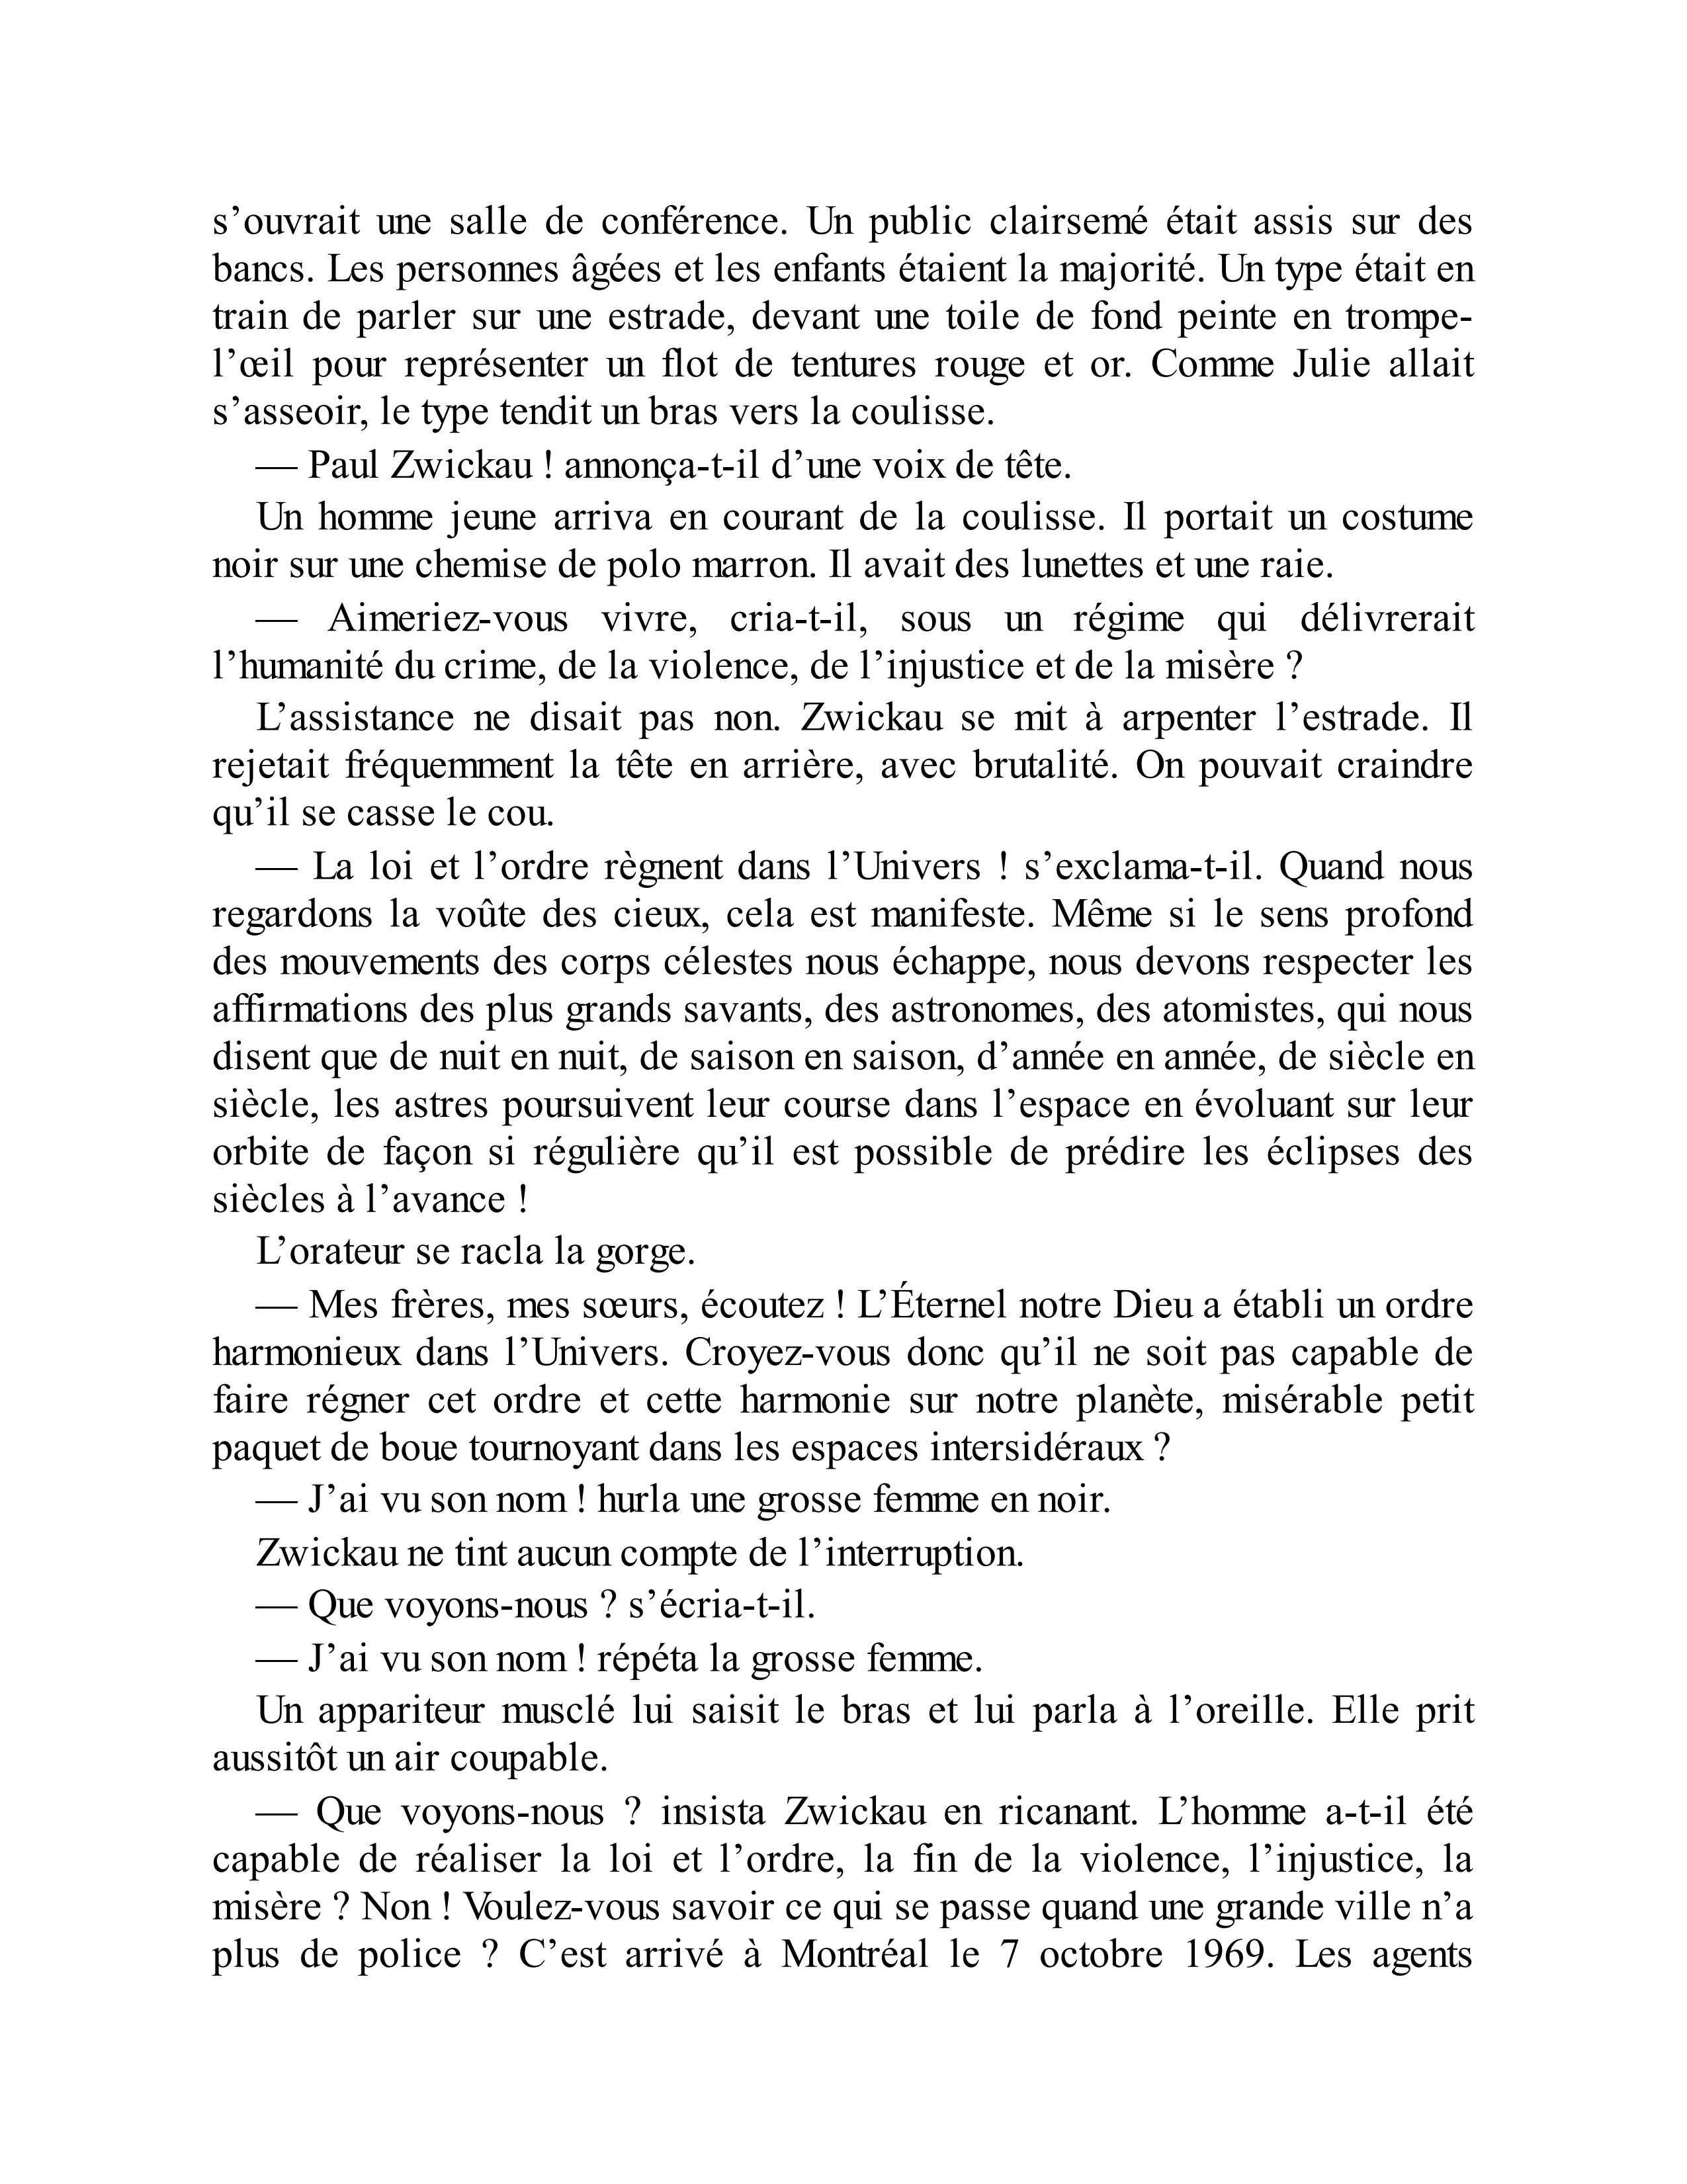 s’ouvrait une salle de conférence. Un public clairsemé était assis sur des
bancs. Les personnes âgées et les enfants étaient la majorité. Un type était en
train de parler sur une estrade, devant une toile de fond peinte en trompe-
l’œil pour représenter un flot de tentures rouge et or. Comme Julie allait
s’asseoir, le type tendit un bras vers la coulisse.
— Paul Zwickau ! annonça-t-il d’une voix de tête.
Un homme jeune arriva en courant de la coulisse. Il portait un costume
noir sur une chemise de polo marron. Il avait des lunettes et une raie.
— Aimeriez-vous vivre, cria-t-il, sous un régime qui délivrerait
l’humanité du crime, de la violence, de l’injustice et de la misère ?
L’assistance ne disait pas non. Zwickau se mit à arpenter l’estrade. Il
rejetait fréquemment la tête en arrière, avec brutalité. On pouvait craindre
qu’il se casse le cou.
— La loi et l’ordre règnent dans l’Univers ! s’exclama-t-il. Quand nous
regardons la voûte des cieux, cela est manifeste. Même si le sens profond
des mouvements des corps célestes nous échappe, nous devons respecter les
affirmations des plus grands savants, des astronomes, des atomistes, qui nous
disent que de nuit en nuit, de saison en saison, d’année en année, de siècle en
siècle, les astres poursuivent leur course dans l’espace en évoluant sur leur
orbite de façon si régulière qu’il est possible de prédire les éclipses des
siècles à l’avance !
L’orateur se racla la gorge.
— Mes frères, mes sœurs, écoutez ! L’Éternel notre Dieu a établi un ordre
harmonieux dans l’Univers. Croyez-vous donc qu’il ne soit pas capable de
faire régner cet ordre et cette harmonie sur notre planète, misérable petit
paquet de boue tournoyant dans les espaces intersidéraux ?
— J’ai vu son nom ! hurla une grosse femme en noir.
Zwickau ne tint aucun compte de l’interruption.
— Que voyons-nous ? s’écria-t-il.
— J’ai vu son nom ! répéta la grosse femme.
Un appariteur musclé lui saisit le bras et lui parla à l’oreille. Elle prit
aussitôt un air coupable.
— Que voyons-nous ? insista Zwickau en ricanant. L’homme a-t-il été
capable de réaliser la loi et l’ordre, la fin de la violence, l’injustice, la
misère ? Non ! Voulez-vous savoir ce qui se passe quand une grande ville n’a
plus de police ? C’est arrivé à Montréal le 7 octobre 1969. Les agents